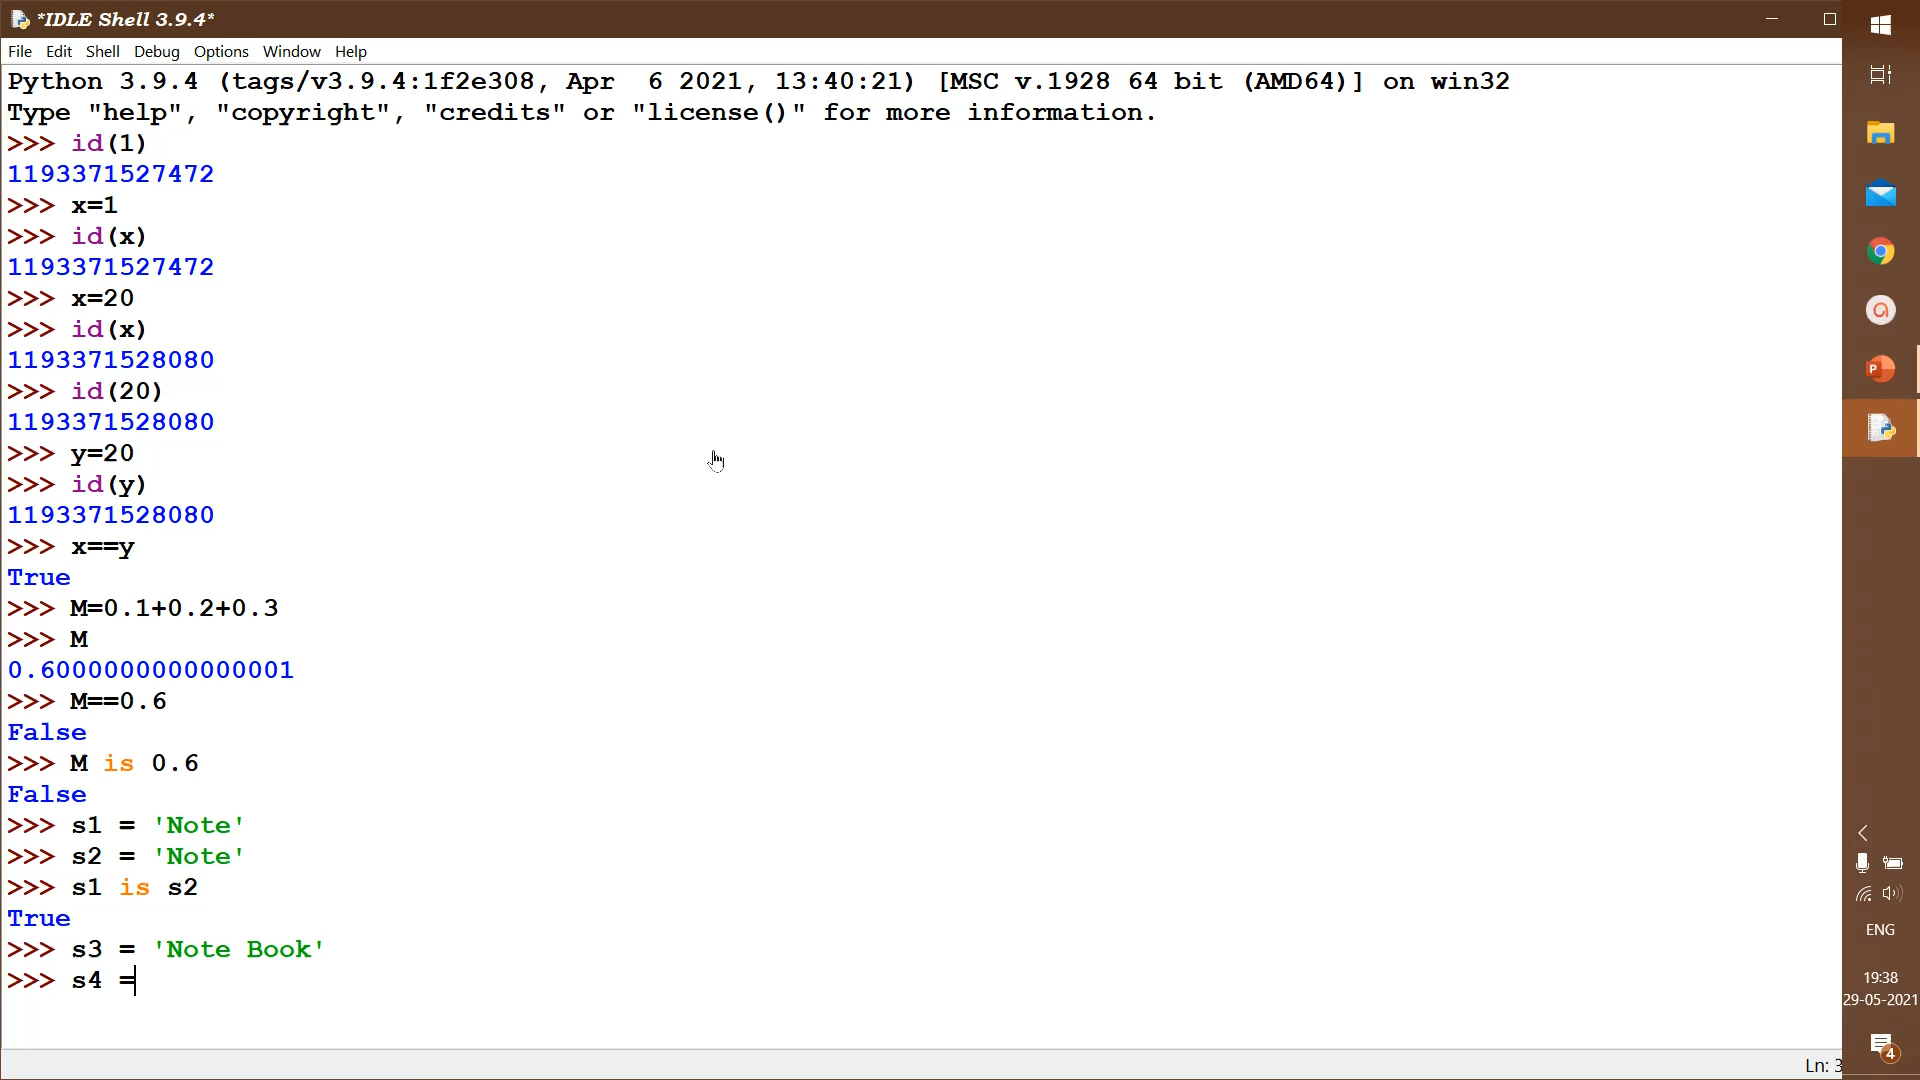 *IDLE Shell 3.9.4*
File Edit Shell Debug Options Window Help
Python 3.9.4 (tags/v3.9.4:1f2e308, Apr  6 2021, 13:40:21) [MSC v.1928 64 bit (AMD64)] on win32
Type "help", "copyright", "credits" or "license()" for more information.
>>> id(1)
1193371527472
>>> x=1
>>> id(x)
1193371527472
>>> x=20
>>> id(x)
1193371528080
>>> id(20)
1193371528080
>>> y=20
>>> id(y)
1193371528080
>>> x==y
True
>>> M=0.1+0.2+0.3
>>> M
0.6000000000000001
>>> M==0.6
False
>>> M is 0.6
False
>>> s1 = 'Note'
>>> s2 = 'Note'
>>> s1 is s2
True
>>> s3 = 'Note Book'
>>> s4 =
Ln: 3
P
ENG
19:38
29-05-2021
4